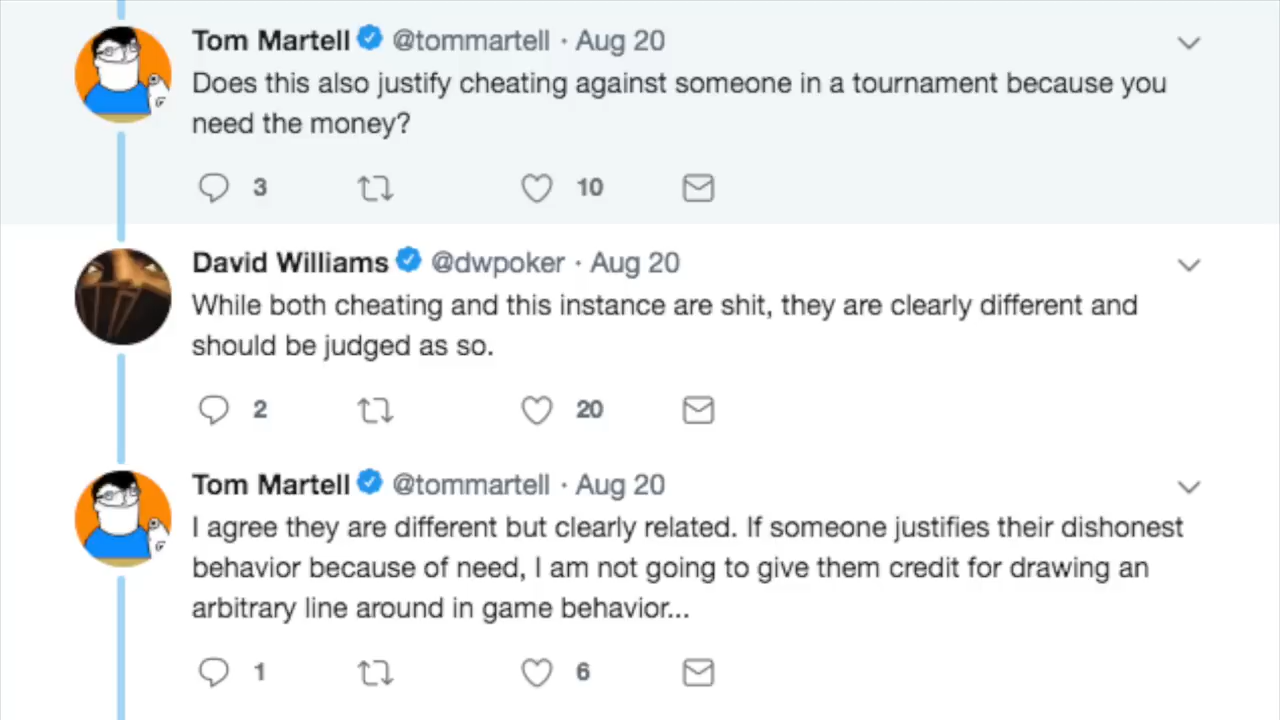 Tom Martell @tommartell · Aug 20
Does this also justify cheating against someone in a tournament because you
need the money?
3 10
David Williams @dwpoker · Aug 20
While both cheating and this instance are shit, they are clearly different and
should be judged as so.
2 20
Tom Martell @tommartell · Aug 20
I agree they are different but clearly related. If someone justifies their dishonest
behavior because of need, I am not going to give them credit for drawing an
arbitrary line around in game behavior...
1 6